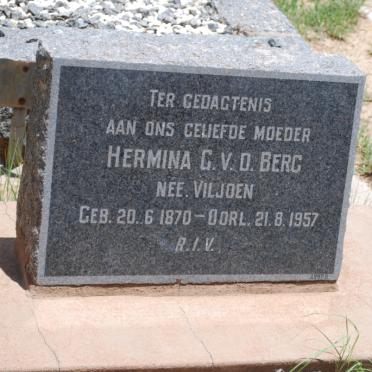 TER GEDAGTENIS
AAN ONS GELIEFDE MOEDER
HERMINA G. V. D. BERG
NEE. VILJOEN
GEB. 20.6 1870 – OORL. 21.8.1957
R.I.V.